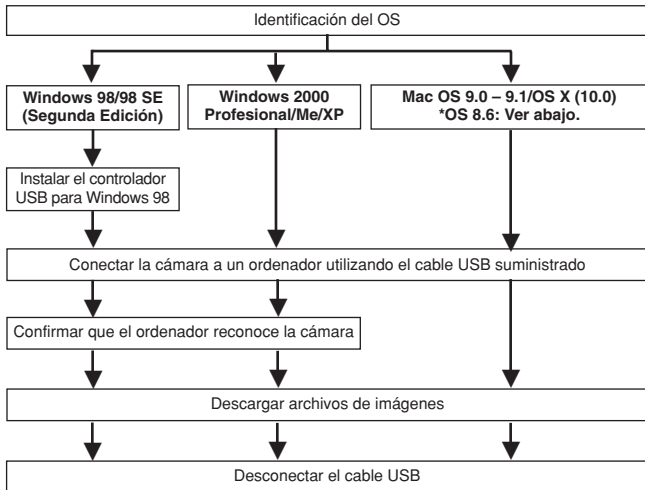 Identificación del OS
Windows 98/98 SE
(Segunda Edición)
Windows 2000
Profesional/Me/XP
Mac OS 9.0 – 9.1/OS X (10.0)
*OS 8.6: Ver abajo.
Instalar el controlador
USB para Windows 98
Conectar la cámara a un ordenador utilizando el cable USB suministrado
Confirmar que el ordenador reconoce la cámara
Descargar archivos de imágenes
Desconectar el cable USB